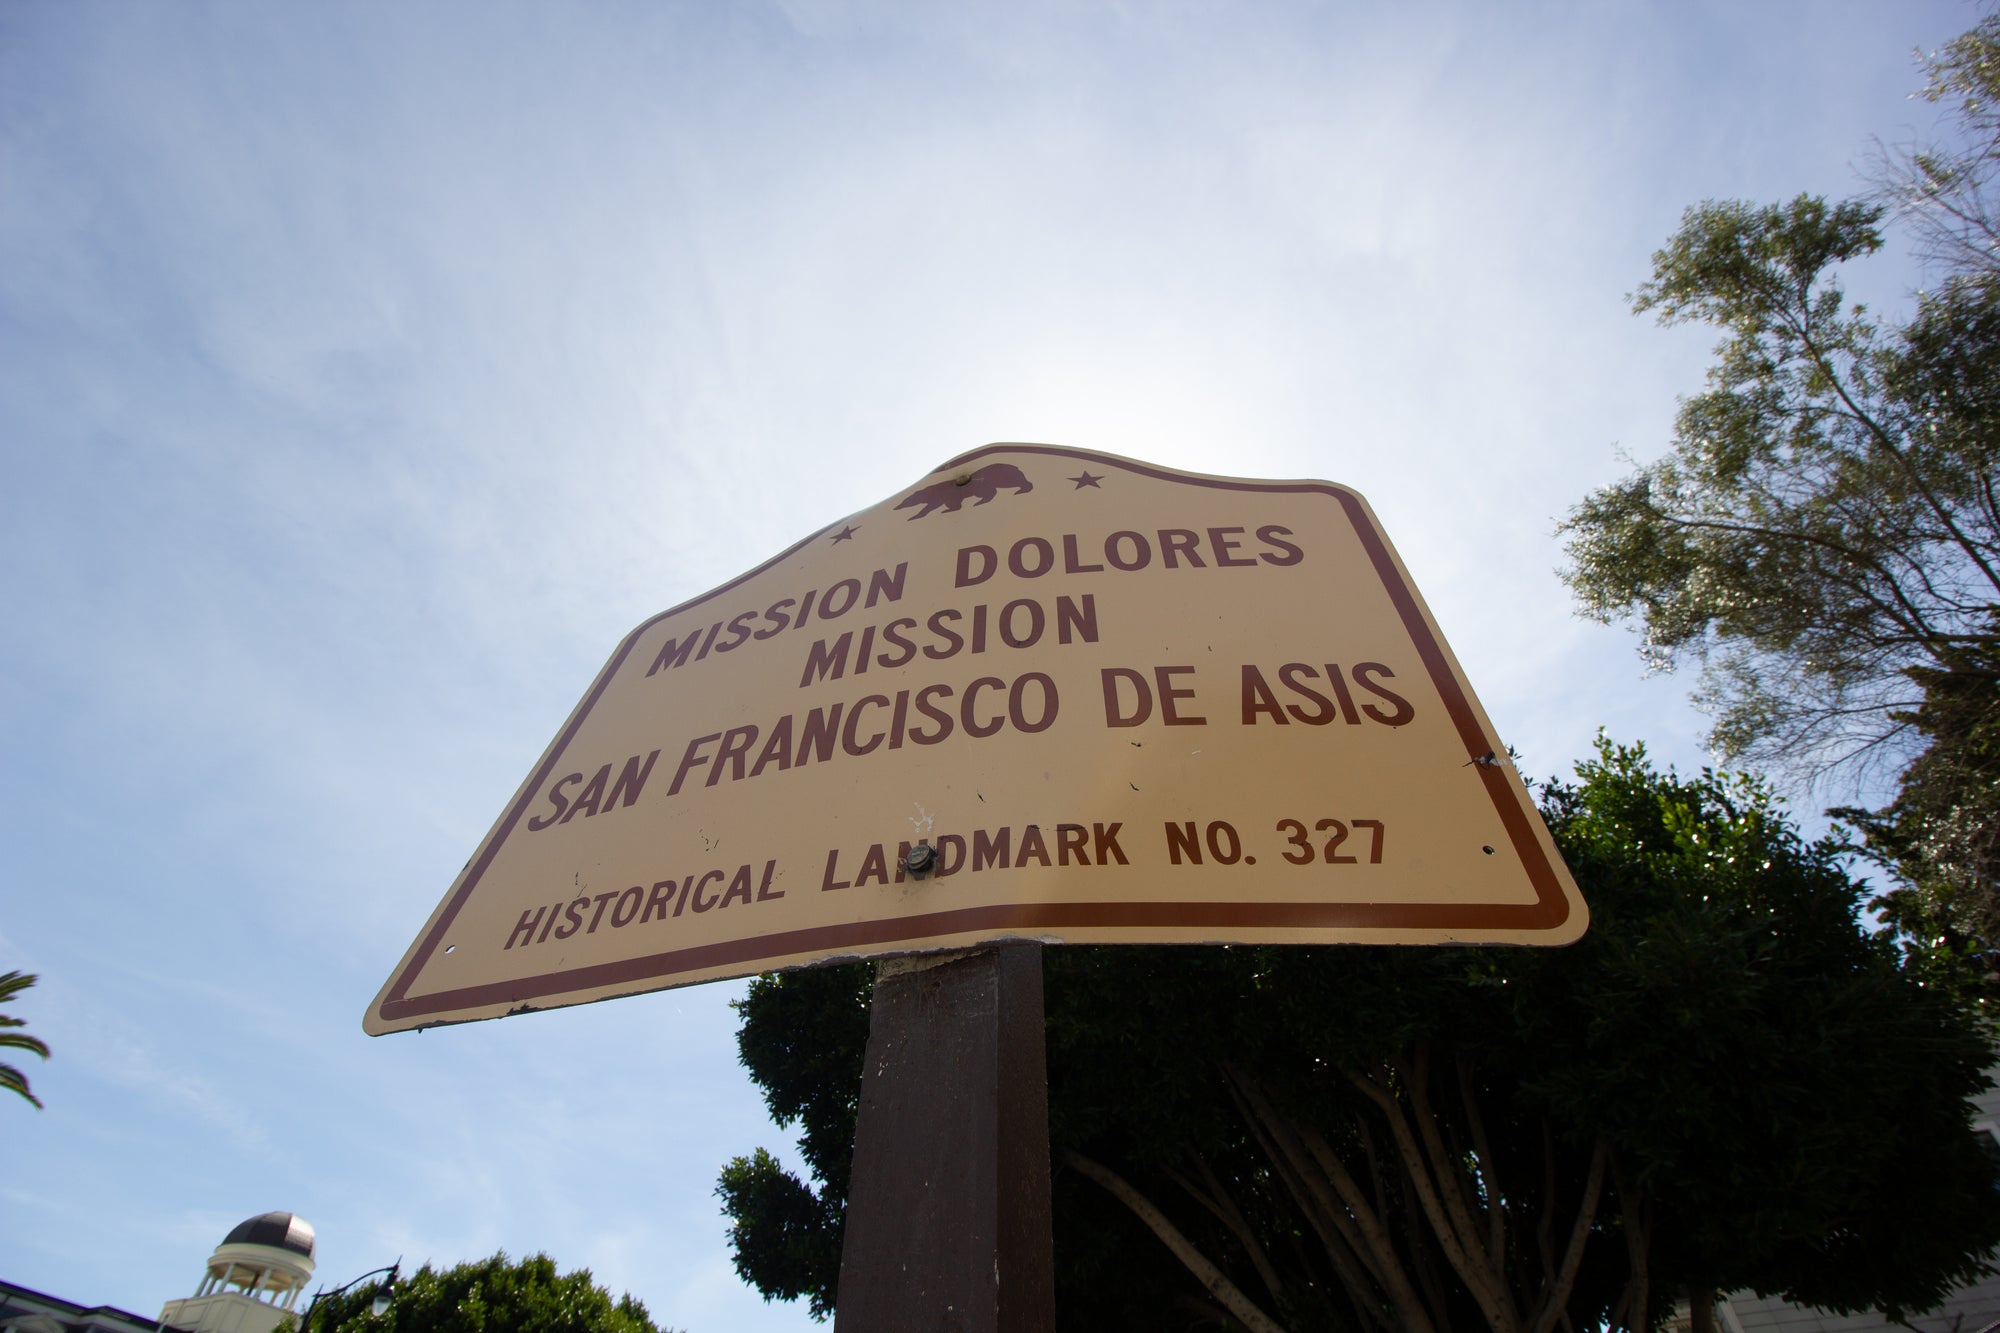 MISSION DOLORES
MISSION
SAN FRANCISCO DE ASIS
HISTORICAL LANDMARK NO. 327